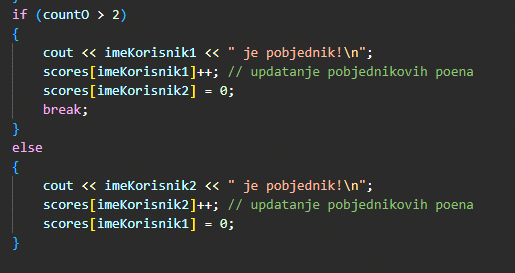 if (countO > 2)
{
cout << imeKorisnik1 << " je pobjednik!\n";
scores[imeKorisnik1]++; // updatanje pobjednikovih poena
scores[imeKorisnik2] = 0;
break;
}
else
{
cout << imeKorisnik2 << " je pobjednik!\n";
scores[imeKorisnik2]++; // updatanje pobjednikovih poena
scores[imeKorisnik1] = 0;
}